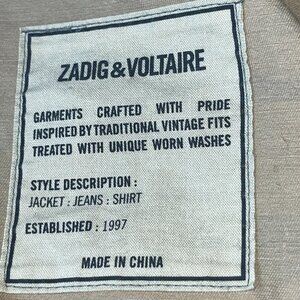 ZADIG&VOLTAIRE
GARMENTS CRAFTED WITH PRIDE
INSPIRED BY TRADITIONAL VINTAGE FITS
TREATED WITH UNIQUE WORN WASHES
STYLE DESCRIPTION :
JACKET : JEANS : SHIRT
ESTABLISHED : 1997
MADE IN CHINA